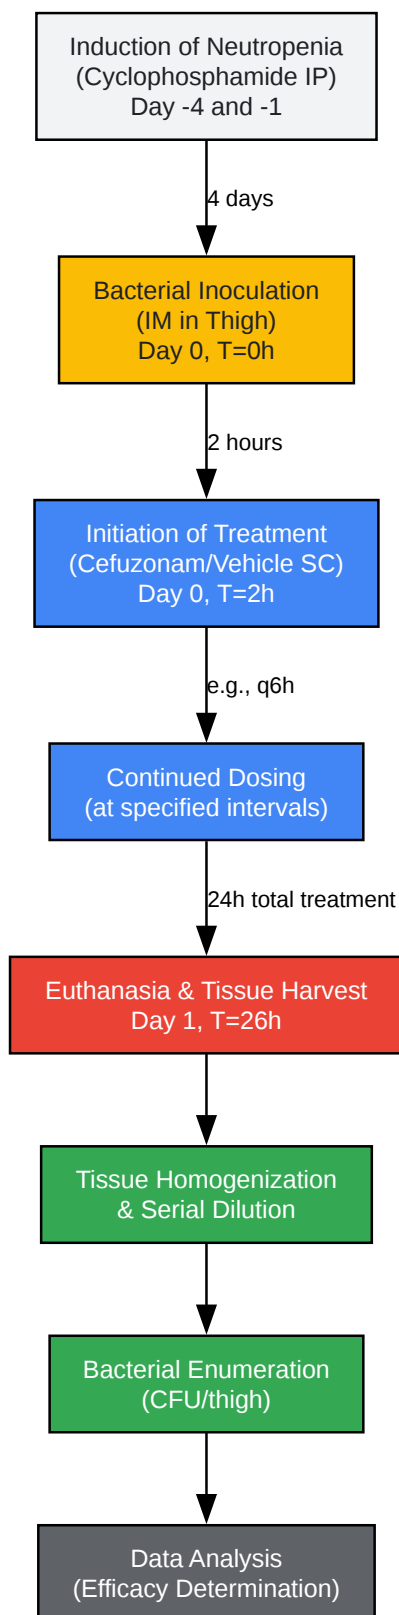 Induction of Neutropenia
(Cyclophosphamide IP)
Day -4 and -1
4 days
Bacterial Inoculation
(IM in Thigh)
Day 0, T=0h
2 hours
Initiation of Treatment
(Cefuzonam/Vehicle SC)
Day 0, T=2h
e.g., q6h
Continued Dosing
(at specified intervals)
24h total treatment
Euthanasia & Tissue Harvest
Day 1, T=26h
Tissue Homogenization
& Serial Dilution
Bacterial Enumeration
(CFU/thigh)
Data Analysis
(Efficacy Determination)